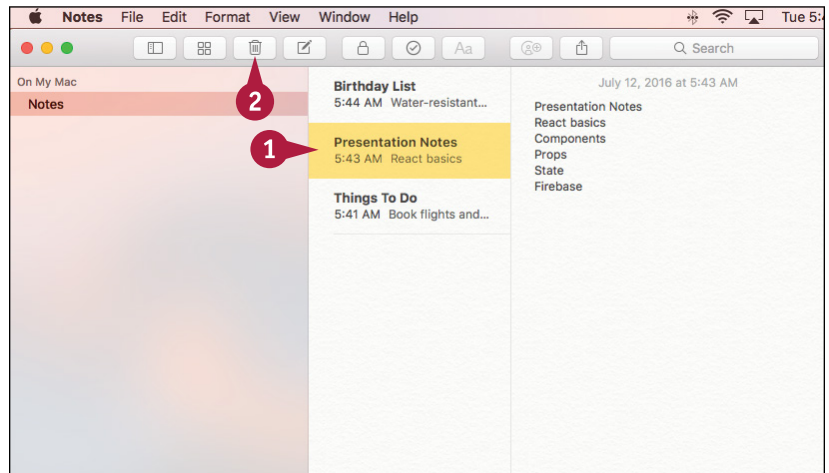 Notes File Edit Format View Window Help Tue 5:4
Aa Search
On My Mac
Notes
2
1
Birthday List
5:44 AM Water-resistant...
Presentation Notes
5:43 AM React basics
Things To Do
5:41 AM Book flights and...
July 12, 2016 at 5:43 AM
Presentation Notes
React basics
Components
Props
State
Firebase